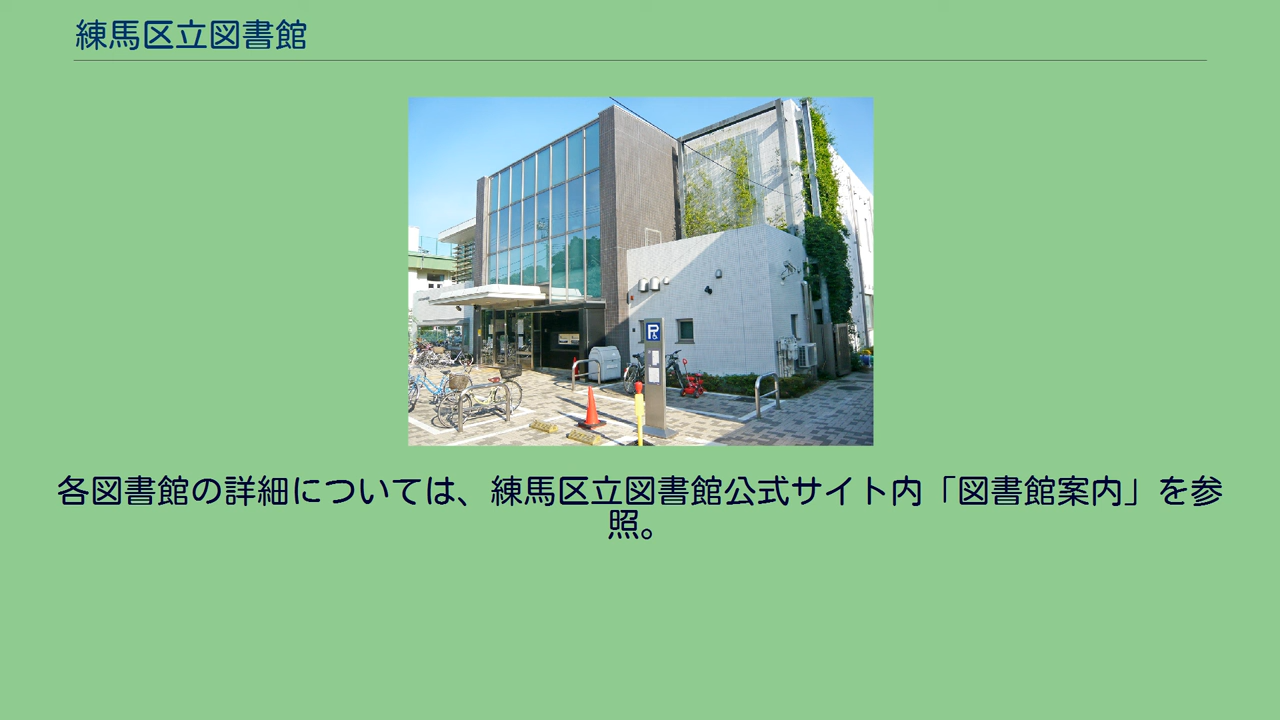 練馬区立図書館
P
各図書館の詳細については、練馬区立図書館公式サイト内「図書館案内」を参
照。